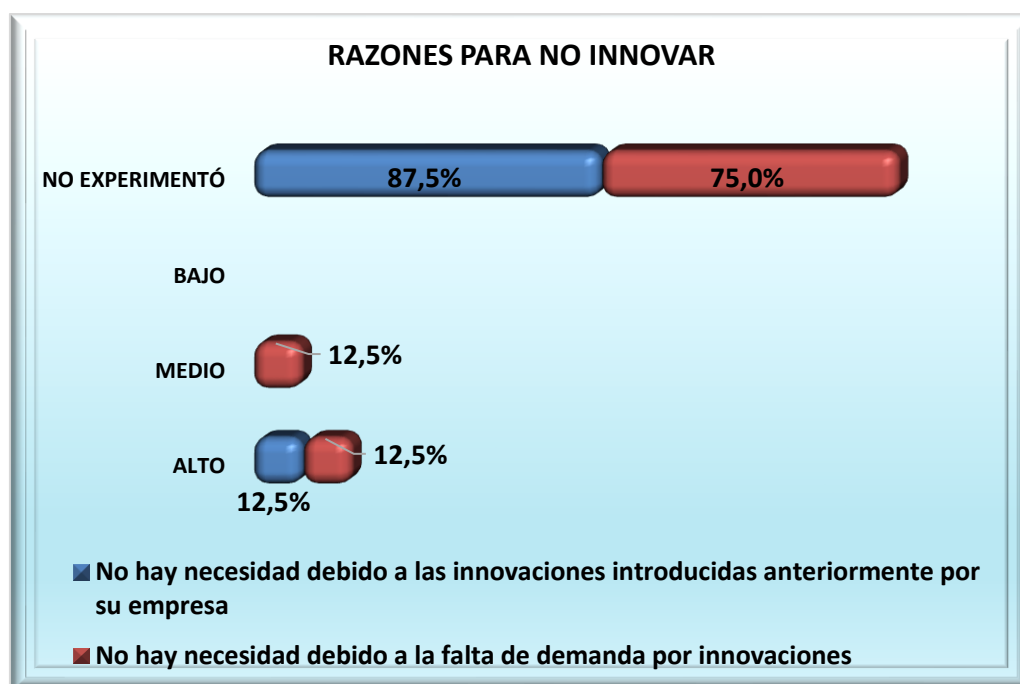 RAZONES PARA NO INNOVAR
NO EXPERIMENTÓ
87,5%
75,0%
BAJO
MEDIO
12,5%
ALTO
12,5%
12,5%
No hay necesidad debido a las innovaciones introducidas anteriormente por
su empresa
No hay necesidad debido a la falta de demanda por innovaciones